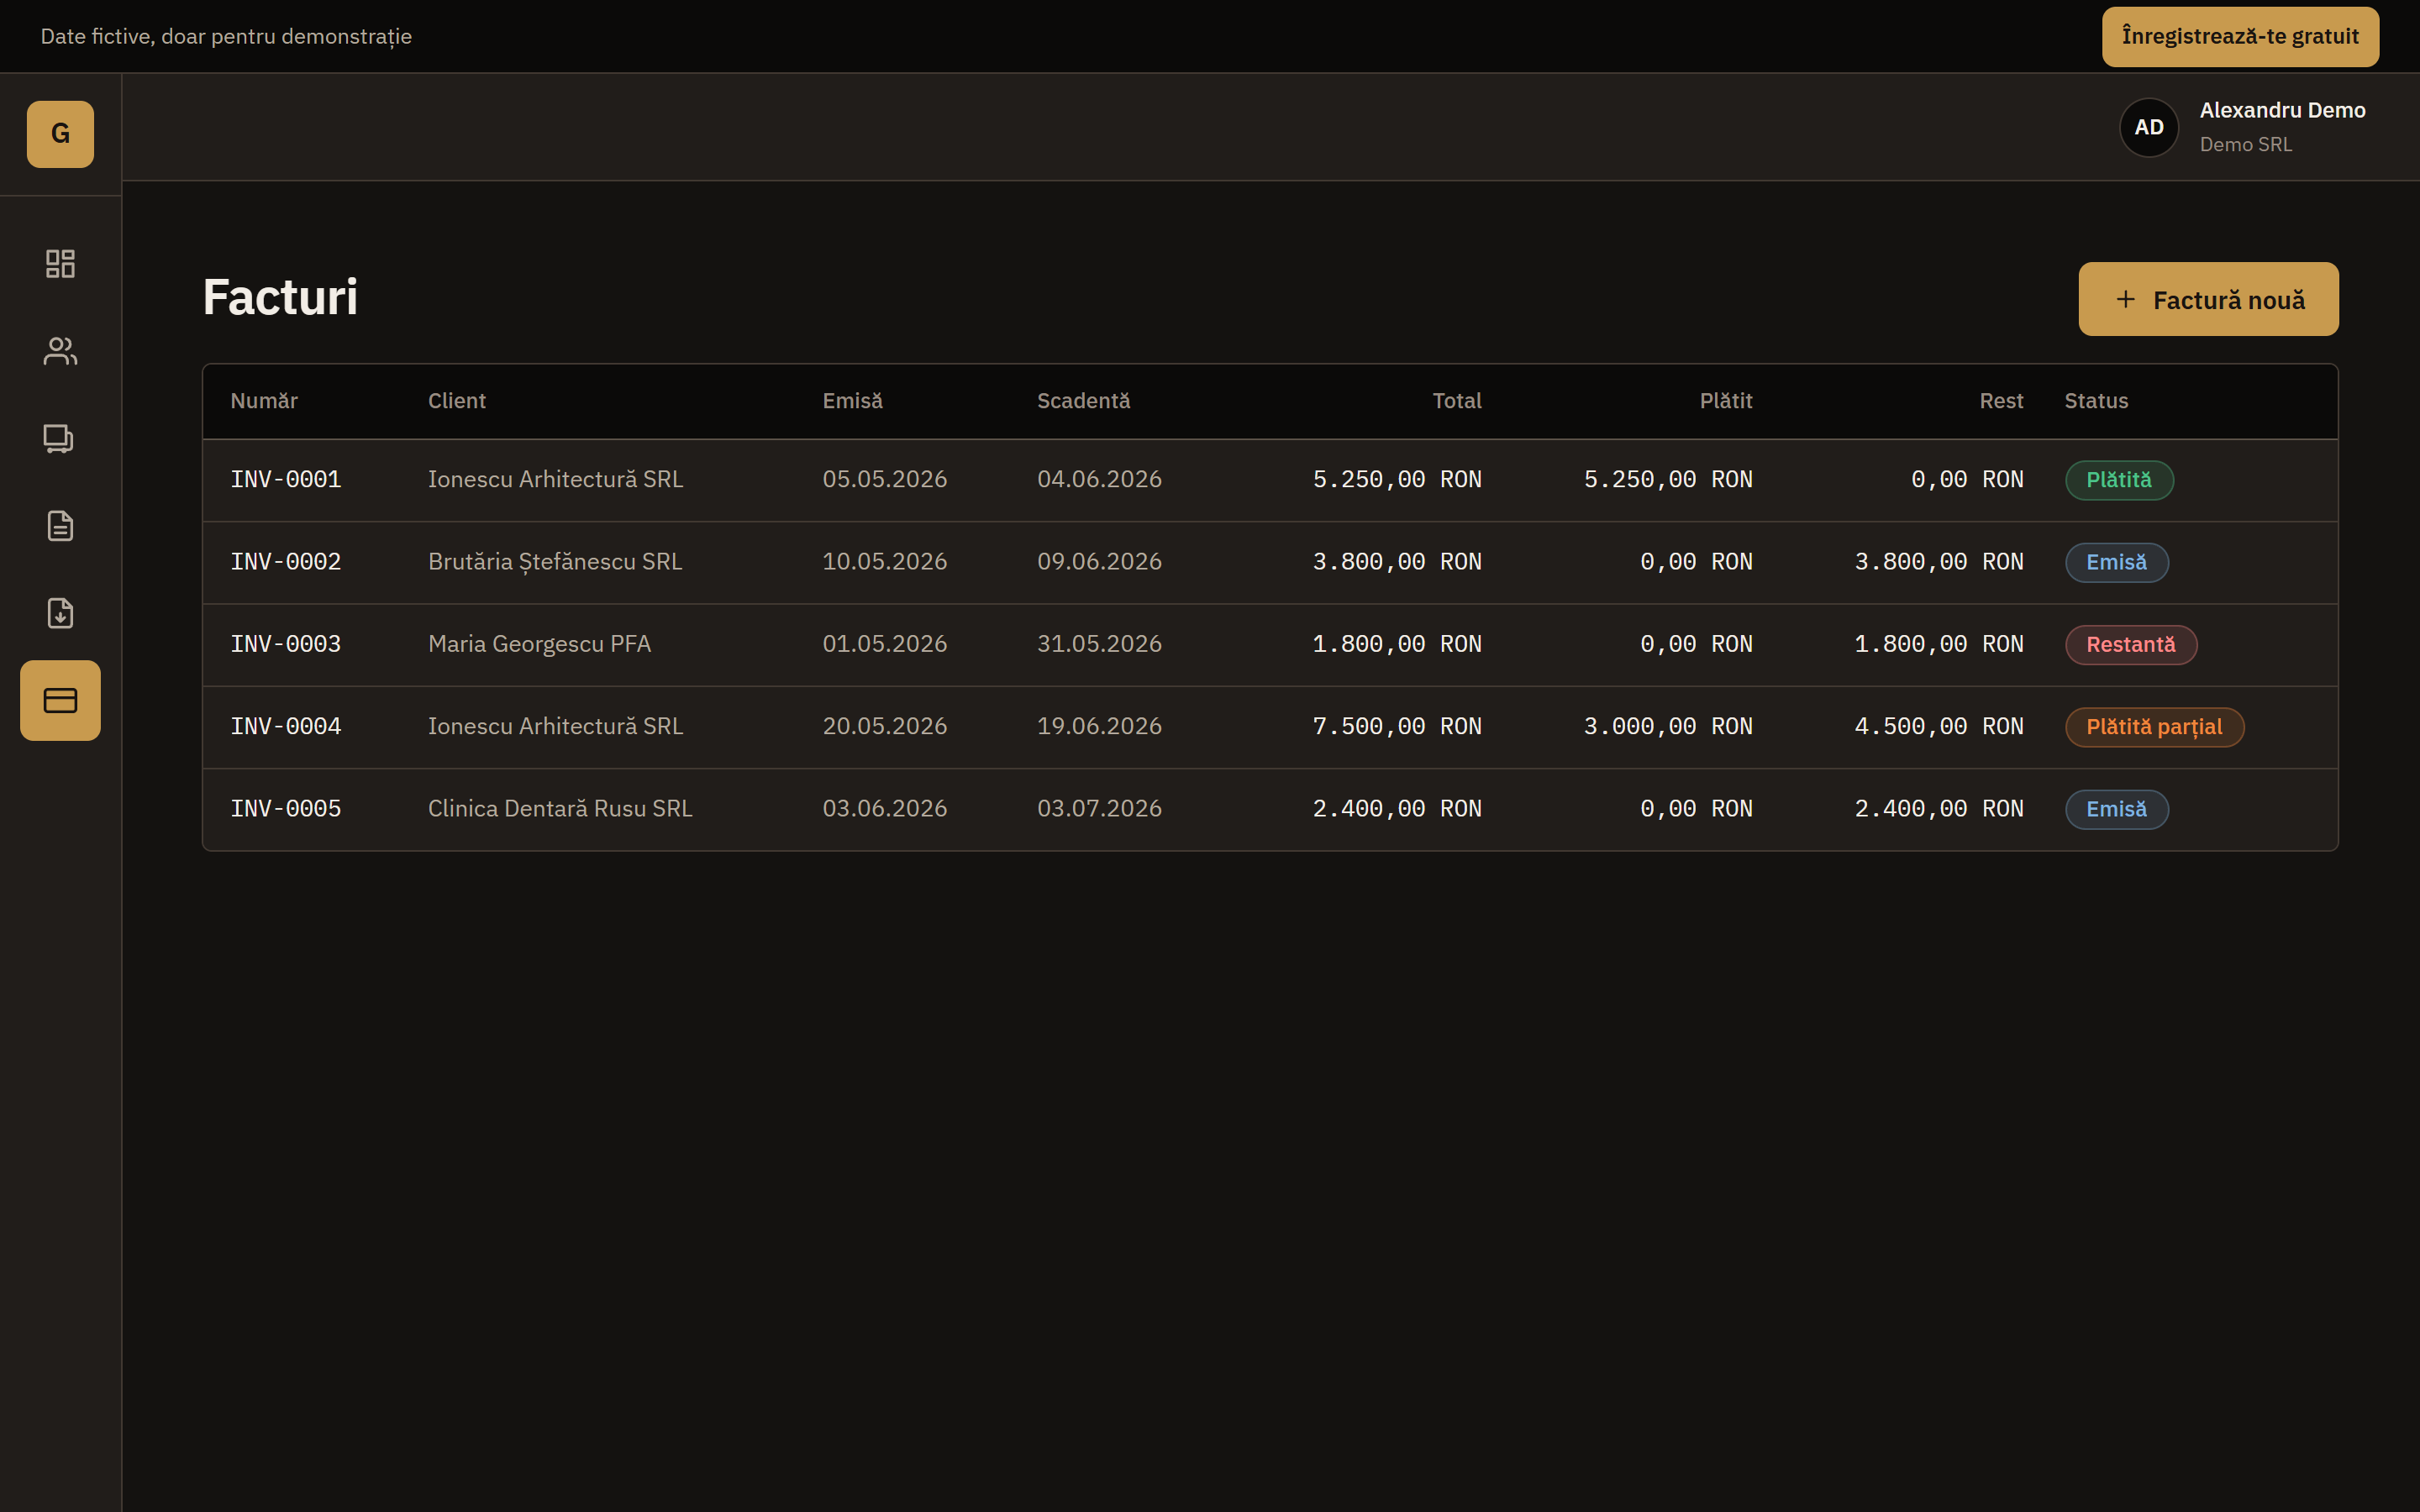 Date fictive, doar pentru demonstrație
Înregistrează-te gratuit
G
AD
Alexandru Demo
Demo SRL
Facturi
+ Factură nouă
Număr Client Emisă Scadentă Total Plătit Rest Status
INV-0001 Ionescu Arhitectură SRL 05.05.2026 04.06.2026 5.250,00 RON 5.250,00 RON 0,00 RON Plătită
INV-0002 Brutăria Ștefănescu SRL 10.05.2026 09.06.2026 3.800,00 RON 0,00 RON 3.800,00 RON Emisă
INV-0003 Maria Georgescu PFA 01.05.2026 31.05.2026 1.800,00 RON 0,00 RON 1.800,00 RON Restantă
INV-0004 Ionescu Arhitectură SRL 20.05.2026 19.06.2026 7.500,00 RON 3.000,00 RON 4.500,00 RON Plătită parțial
INV-0005 Clinica Dentară Rusu SRL 03.06.2026 03.07.2026 2.400,00 RON 0,00 RON 2.400,00 RON Emisă